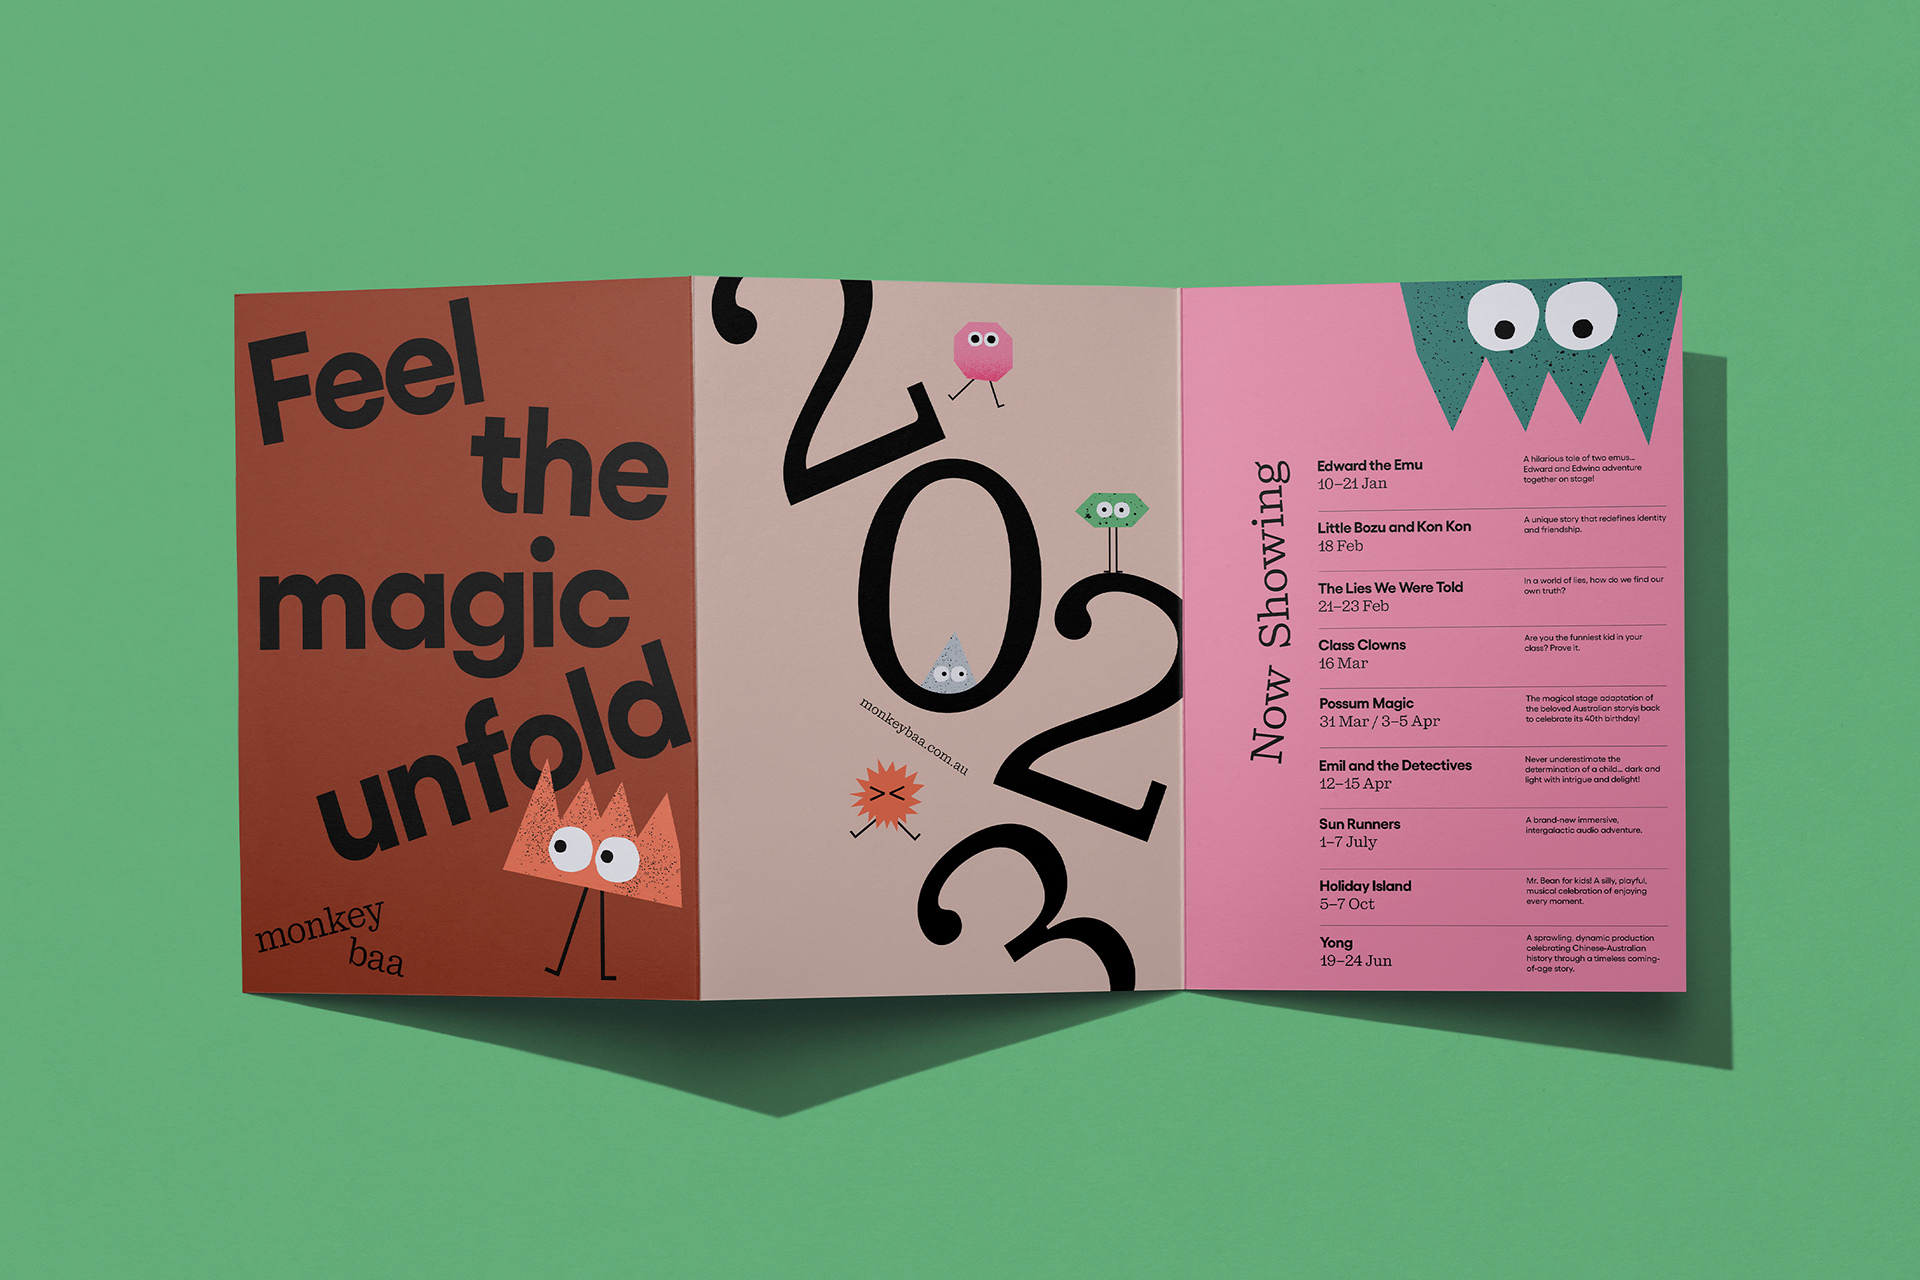 Feel
the
magic
unfold
monkey
baa
2023
monkeybaa.com.au
Now Showing
Edward the Emu
10–21 Jan
A hilarious tale of two emus...
Edward and Edwina adventure
together on stage!
Little Bozu and Kon Kon
18 Feb
A unique story that redefines identity
and friendship.
The Lies We Were Told
21–23 Feb
In a world of lies, how do we find our
own truth?
Class Clowns
16 Mar
Are you the funniest kid in your
class? Prove it.
Possum Magic
31 Mar / 3–5 Apr
The magical stage adaptation of
the beloved Australian storyis back
to celebrate its 40th birthday!
Emil and the Detectives
12–15 Apr
Never underestimate the
determination of a child... dark and
light with intrigue and delight!
Sun Runners
1–7 July
A brand-new immersive,
intergalactic audio adventure.
Holiday Island
5–7 Oct
Mr. Bean for kids! A silly, playful,
musical celebration of enjoying
every moment.
Yong
19–24 Jun
A sprawling, dynamic production
celebrating Chinese-Australian
history through a timeless coming-
of-age story.